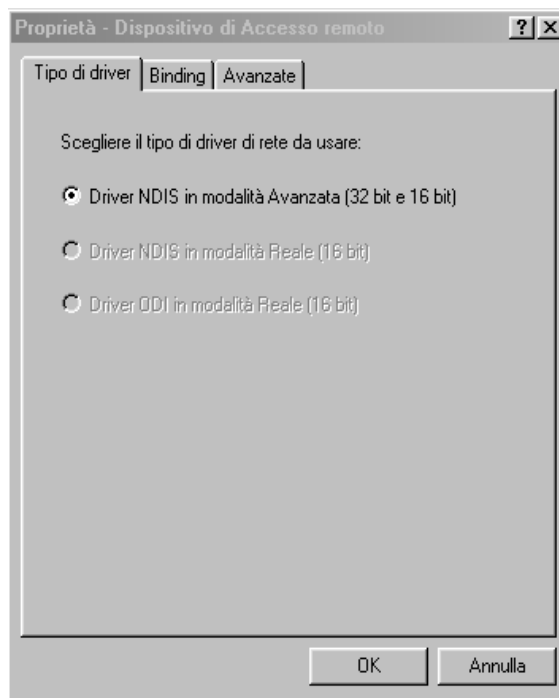 Proprietà - Dispositivo di Accesso remoto
Tipo di driver Binding Avanzate
Scegliere il tipo di driver di rete da usare:
Driver NDIS in modalità Avanzata (32 bit e 16 bit)
Driver NDIS in modalità Reale (16 bit)
Driver ODI in modalità Reale (16 bit)
OK Annulla